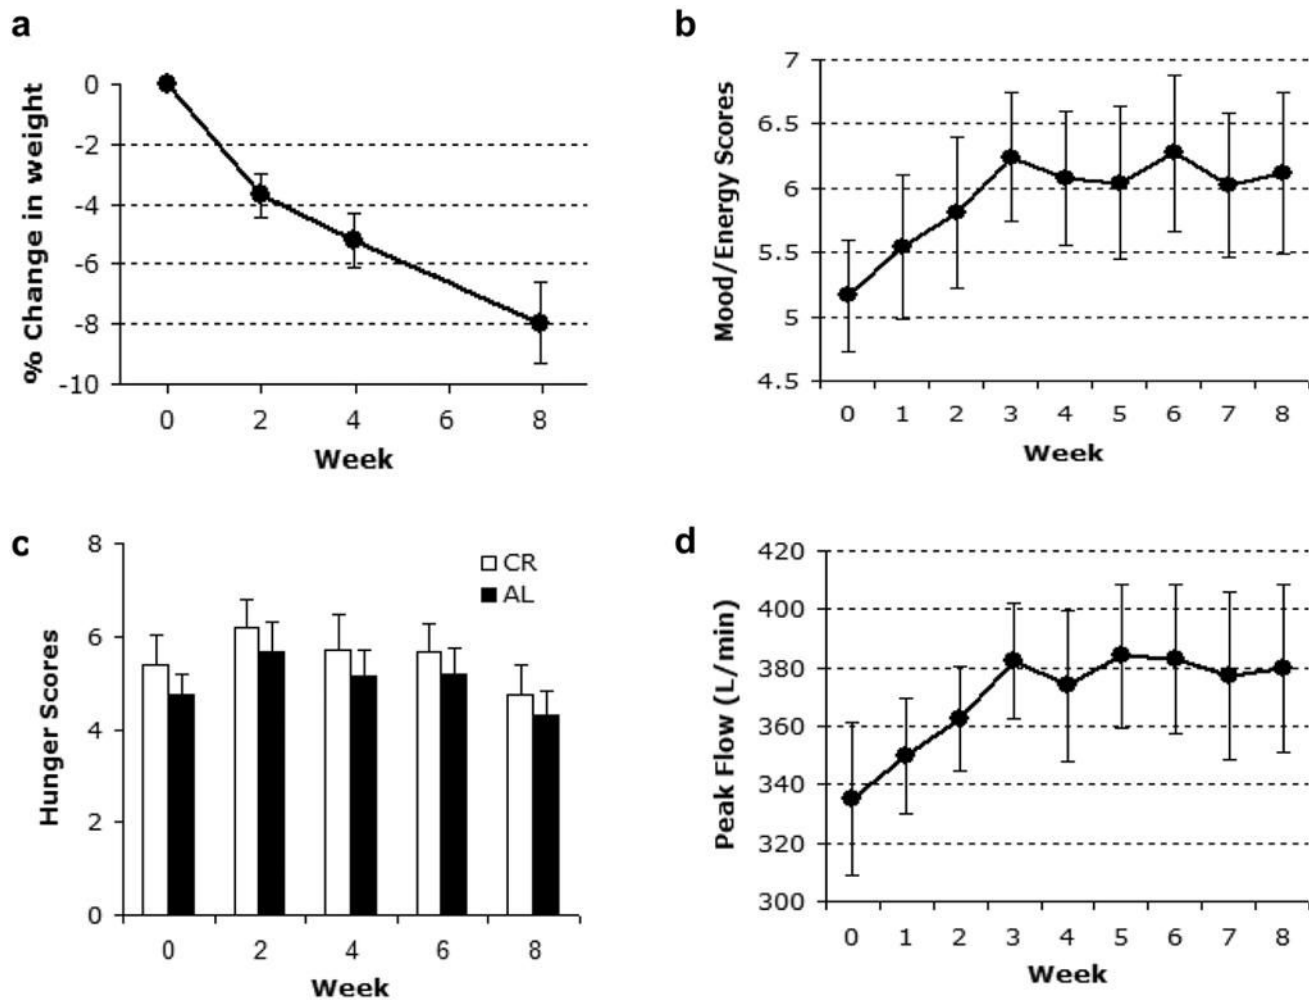 a
% Change in weight
0
-2
-4
-6
-8
-10
0 2 4 6 8
Week
b
Mood/Energy Scores
7
6.5
6
5.5
5
4.5
0 1 2 3 4 5 6 7 8
Week
c
Hunger Scores
8
6
4
2
0
CR
AL
0 2 4 6 8
Week
d
Peak Flow (L/min)
420
400
380
360
340
320
300
0 1 2 3 4 5 6 7 8
Week